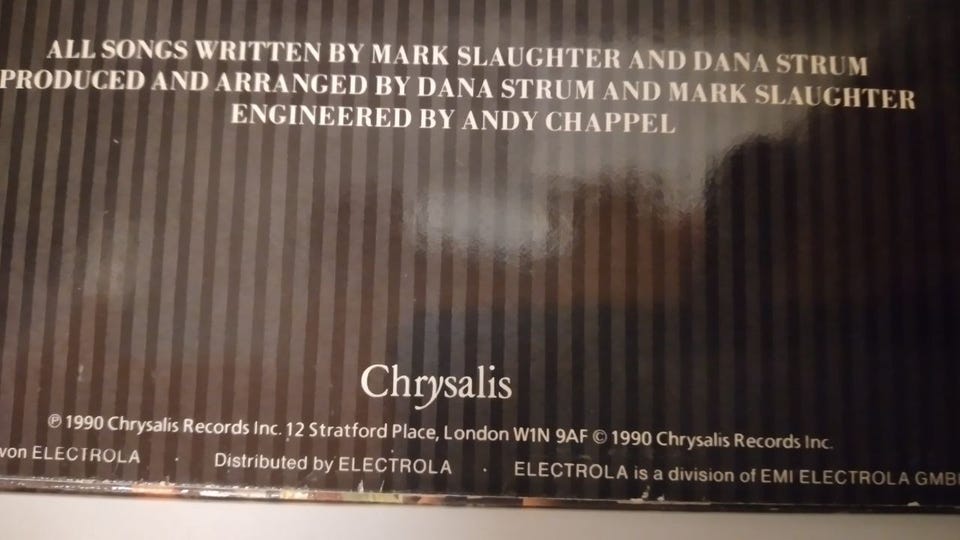 ALL SONGS WRITTEN BY MARK SLAUGHTER AND DANA STRUM
PRODUCED AND ARRANGED BY DANA STRUM AND MARK SLAUGHTER
ENGINEERED BY ANDY CHAPPEL
Chrysalis
℗ 1990 Chrysalis Records Inc. 12 Stratford Place, London W1N 9AF © 1990 Chrysalis Records Inc.
von ELECTROLA · Distributed by ELECTROLA · ELECTROLA is a division of EMI ELECTROLA